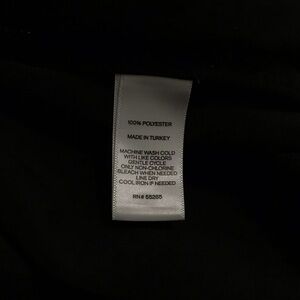 100% POLYESTER
MADE IN TURKEY
MACHINE WASH COLD
WITH LIKE COLORS
GENTLE CYCLE
ONLY NON-CHLORINE
BLEACH WHEN NEEDED
LINE DRY
COOL IRON IF NEEDED
RN# 55285